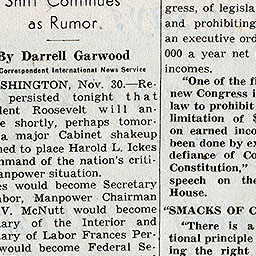 Shift Continues
as Rumor.
By Darrell Garwood
Correspondent International News Service
SHINGTON, Nov. 30.—Re-
persisted tonight that
dent Roosevelt will an-
e shortly, perhaps tomor-
a major Cabinet shakeup
ned to place Harold L. Ickes
mmand of the nation's criti-
anpower situation.
es would become Secretary
Labor, Manpower Chairman
V. McNutt would become
tary of the Interior and
tary of Labor Frances Per-
would become Federal Se-
gress, of legisla
and prohibiting
an executive ord
000 a year net
incomes.
"One of the fi
new Congress i
law to prohibit
limitation of $
on earned inco
been done by ex
defiance of Co
Constitution,"
speech on the
House.
"SMACKS OF C
"There is a
tional principle
ing the right